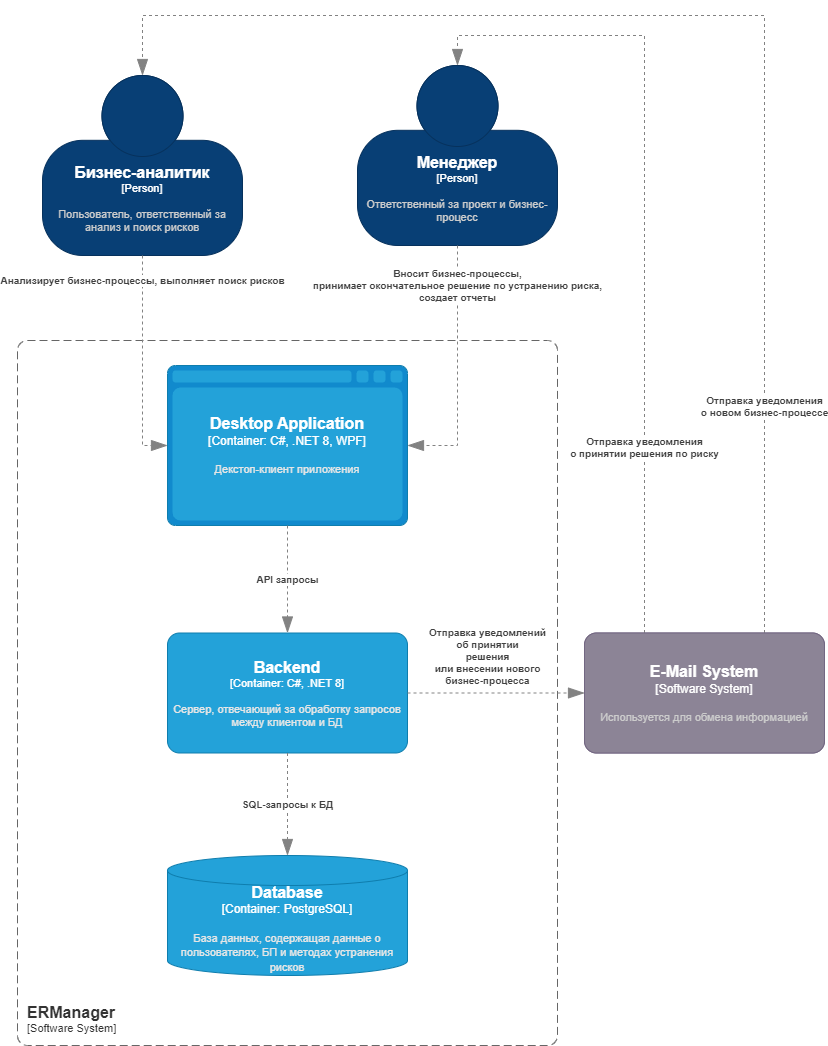 Бизнес-аналитик
[Person]
Пользователь, ответственный за
анализ и поиск рисков
Менеджер
[Person]
Ответственный за проект и бизнес-
процесс
Анализирует бизнес-процессы, выполняет поиск рисков
Вносит бизнес-процессы,
принимает окончательное решение по устранению риска,
создает отчеты
Отправка уведомления
о новом бизнес-процессе
Отправка уведомления
о принятии решения по риску
Desktop Application
[Container: C#, .NET 8, WPF]
Декстоп-клиент приложения
API запросы
Backend
[Container: C#, .NET 8]
Сервер, отвечающий за обработку запросов
между клиентом и БД
Отправка уведомлений
об принятии
решения
или внесении нового
бизнес-процесса
E-Mail System
[Software System]
Используется для обмена информацией
SQL-запросы к БД
Database
[Container: PostgreSQL]
База данных, содержащая данные о
пользователях, БП и методах устранения
рисков
ERManager
[Software System]